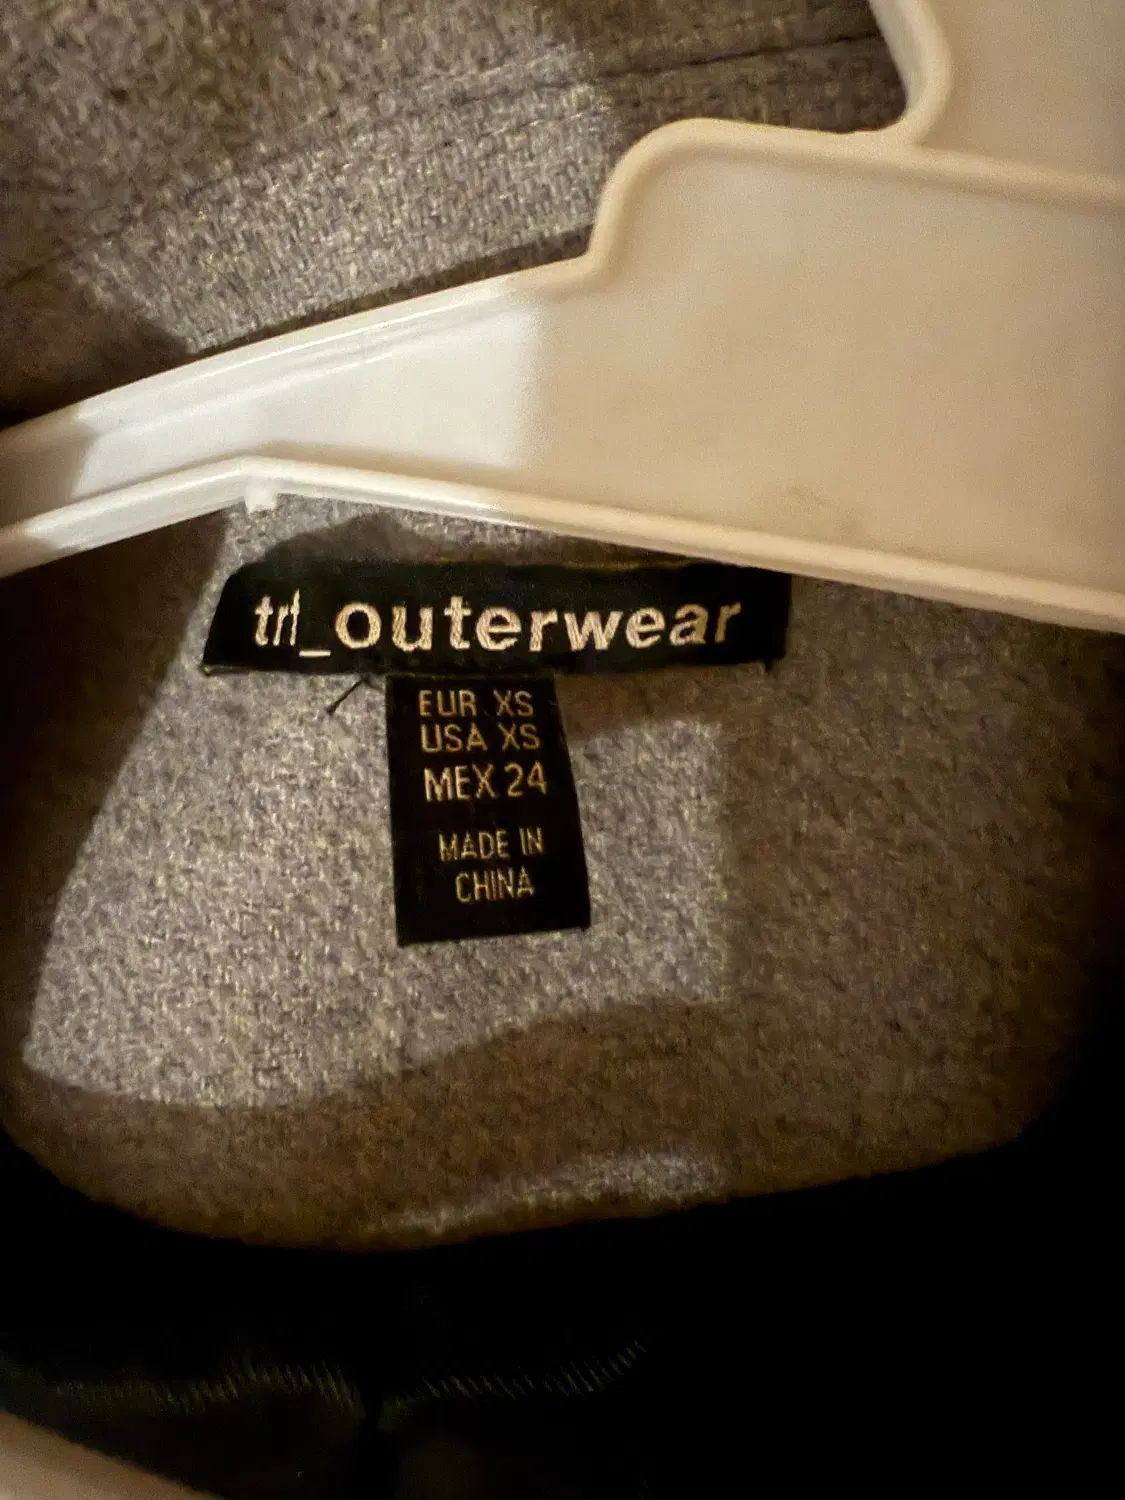 trf_outerwear
EUR XS
USA XS
MEX 24
MADE IN
CHINA